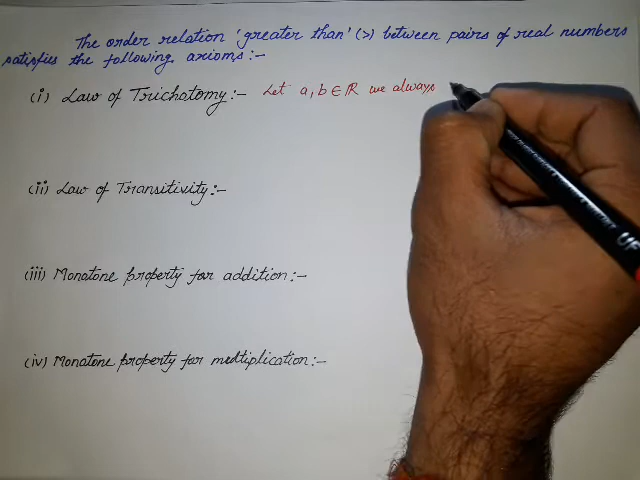 The order relation 'greater than' (>) between pairs of real numbers
satisfies the following axioms:-
(i) Law of Trichotomy:- Let a, b ∈ ℝ we always
(ii) Law of Transitivity:-
(iii) Monotone property for addition:-
(iv) Monotone property for multiplication:-
UF